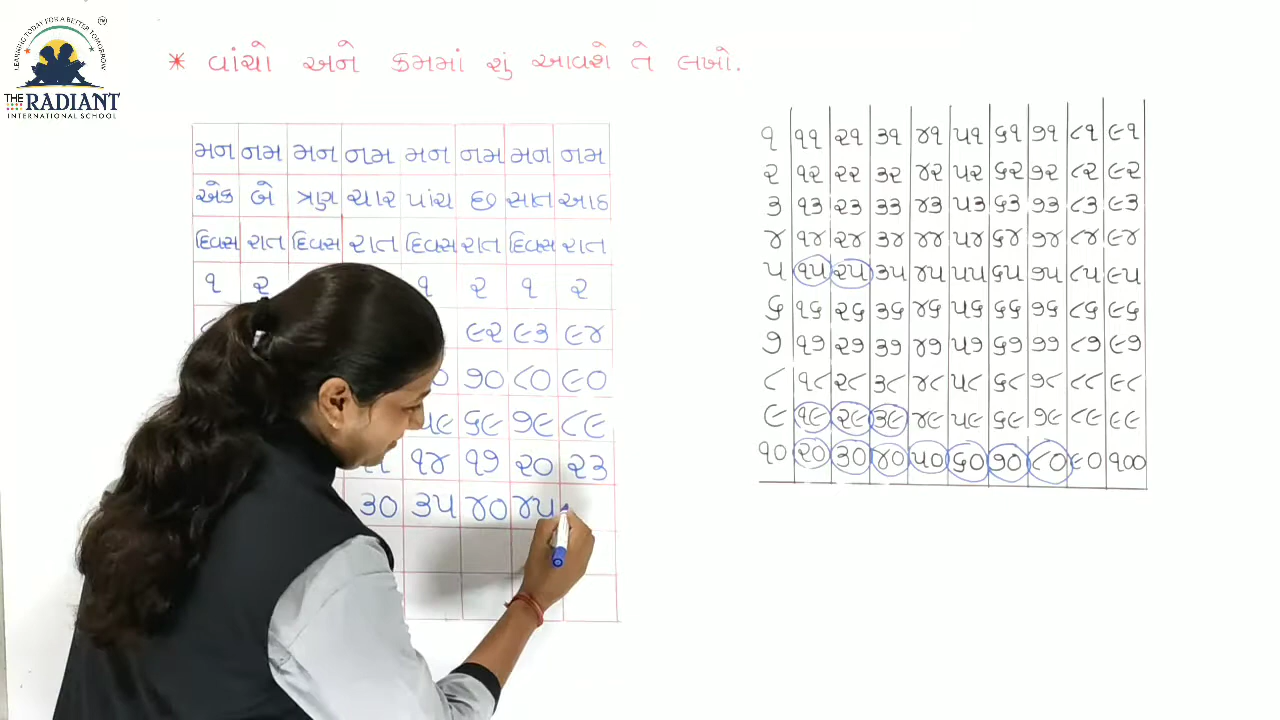 LEARNING TODAY FOR A BETTER TOMORROW
TM
THE RADIANT
INTERNATIONAL SCHOOL
* વાંચો અને ક્રમમાં શું આવશે તે લખો.
મન નમ મન નમ મન નમ મન નમ
એક બે ત્રણ ચાર પાંચ છ સાત આઠ
દિવસ રાત દિવસ રાત દિવસ રાત દિવસ રાત
૧ ૨ ૧ ૨ ૧ ૨
૯૨ ૯૩ ૯૪
૭૦ ૮૦ ૯૦
૫૯ ૬૯ ૭૯ ૮૯
૧૪ ૧૭ ૨૦ ૨૩
૩૦ ૩૫ ૪૦ ૪૫
૧ ૧૧ ૨૧ ૩૧ ૪૧ ૫૧ ૬૧ ૭૧ ૮૧ ૯૧
૨ ૧૨ ૨૨ ૩૨ ૪૨ ૫૨ ૬૨ ૭૨ ૮૨ ૯૨
૩ ૧૩ ૨૩ ૩૩ ૪૩ ૫૩ ૬૩ ૭૩ ૮૩ ૯૩
૪ ૧૪ ૨૪ ૩૪ ૪૪ ૫૪ ૬૪ ૭૪ ૮૪ ૯૪
૫ ૧૫ ૨૫ ૩૫ ૪૫ ૫૫ ૬૫ ૭૫ ૮૫ ૯૫
૬ ૧૬ ૨૬ ૩૬ ૪૬ ૫૬ ૬૬ ૭૬ ૮૬ ૯૬
૭ ૧૭ ૨૭ ૩૭ ૪૭ ૫૭ ૬૭ ૭૭ ૮૭ ૯૭
૮ ૧૮ ૨૮ ૩૮ ૪૮ ૫૮ ૬૮ ૭૮ ૮૮ ૯૮
૯ ૧૯ ૨૯ ૩૯ ૪૯ ૫૯ ૬૯ ૭૯ ૮૯ ૯૯
૧૦ ૨૦ ૩૦ ૪૦ ૫૦ ૬૦ ૭૦ ૮૦ ૯૦ ૧૦૦